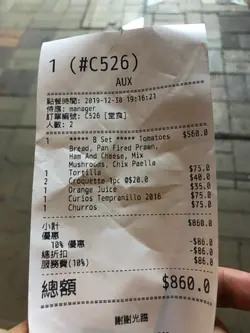 1 (#C526)
AUX
點餐時間: 2019-12-30 19:16:21
侍應: manager
訂單編號: C526 [堂食]
人數: 2
1 ***** B Set ***** Tomatoes $560.0
Bread, Pan Fired Prawn,
Ham And Cheese, Mix
Mushrooms, Chix Paella
1 Tortilla $75.0
2 Croquette 1pc @$20.0 $40.0
1 Orange Juice $35.0
1 Curios Tempranillo 2016 $75.0
1 Churros $75.0
小計 $860.0
優惠
10% 優惠 -$86.0
總折扣 -$86.0
服務費(10%) $86.0
總額 $860.0
謝謝光臨